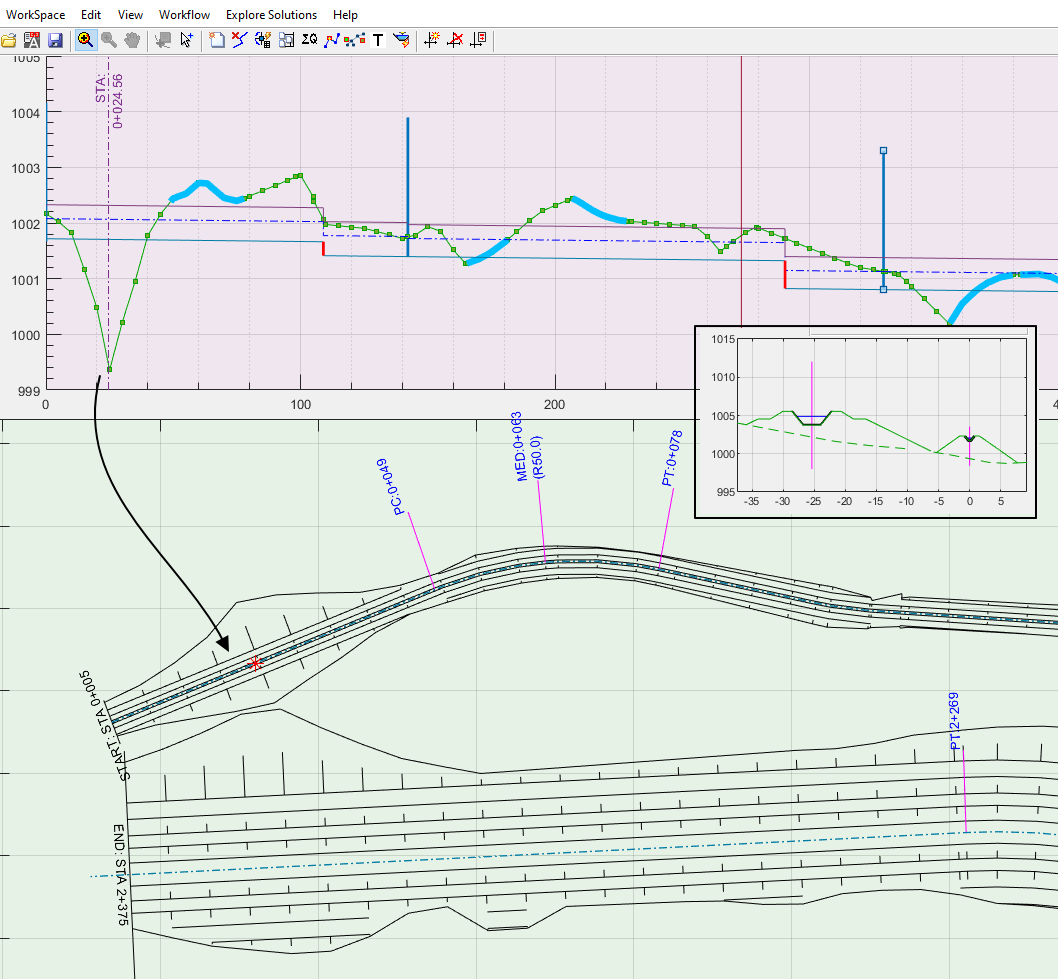 WorkSpace Edit View Workflow Explore Solutions Help
ΣQ T
1005
1004
1003
1002
1001
1000
999
STA:
0+024.56
0 100 200 4
1015
1010
1005
1000
995
-35 -30 -25 -20 -15 -10 -5 0 5
PC:0+049
MED:0+063
(R50.0)
PT:0+078
START: STA 0+005
PT:2+269
END: STA 2+375